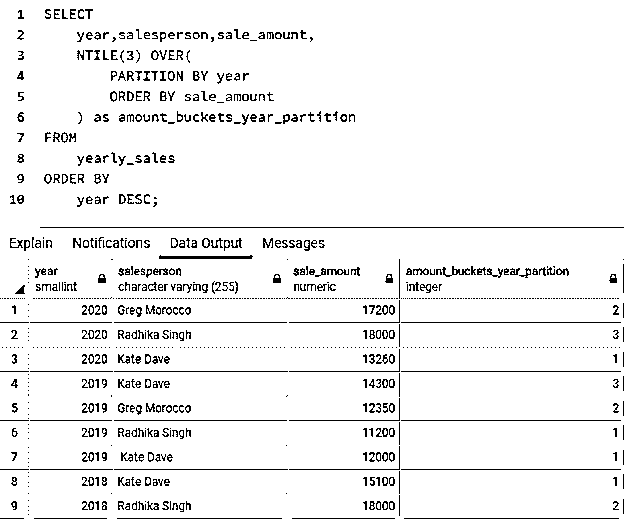 1 SELECT
2 year,salesperson,sale_amount,
3 NTILE(3) OVER(
4 PARTITION BY year
5 ORDER BY sale_amount
6 ) as amount_buckets_year_partition
7 FROM
8 yearly_sales
9 ORDER BY
10 year DESC;
Explain Notifications Data Output Messages
year salesperson sale_amount amount_buckets_year_partition
smallint character varying (255) numeric integer
1 2020 Greg Morocco 17200 2
2 2020 Radhika Singh 18000 3
3 2020 Kate Dave 13260 1
4 2019 Kate Dave 14300 3
5 2019 Greg Morocco 12350 2
6 2019 Radhika Singh 11200 1
7 2019 Kate Dave 12000 1
8 2018 Kate Dave 15100 1
9 2018 Radhika Singh 18000 2